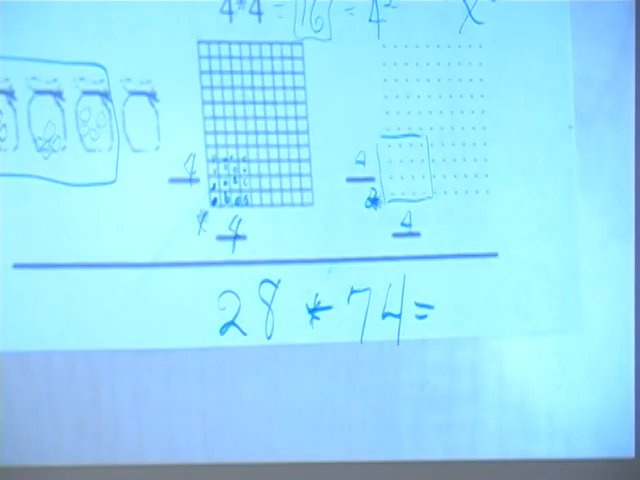 4*4 = 16 = 4²
4
4
4
4
28 * 74 =